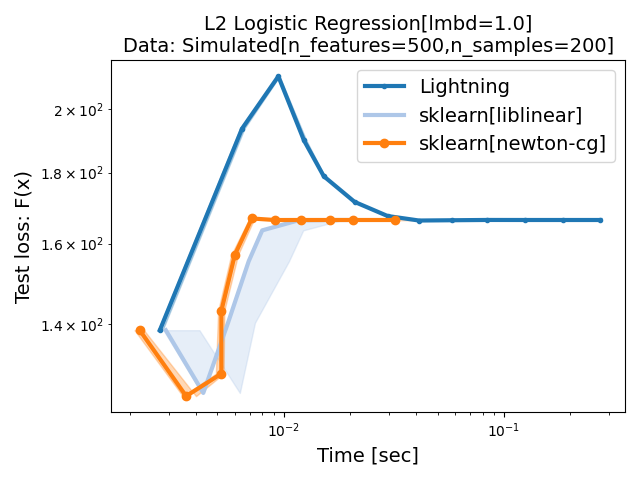 L2 Logistic Regression[lmbd=1.0]
Data: Simulated[n_features=500,n_samples=200]
Lightning
sklearn[liblinear]
sklearn[newton-cg]
Test loss: F(x)
2 × 10²
1.8 × 10²
1.6 × 10²
1.4 × 10²
10⁻²
10⁻¹
Time [sec]